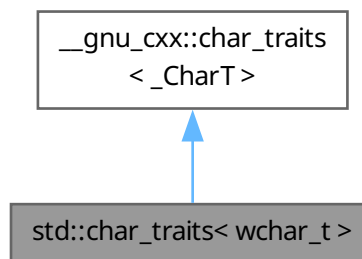 __gnu_cxx::char_traits
< _CharT >
std::char_traits< wchar_t >